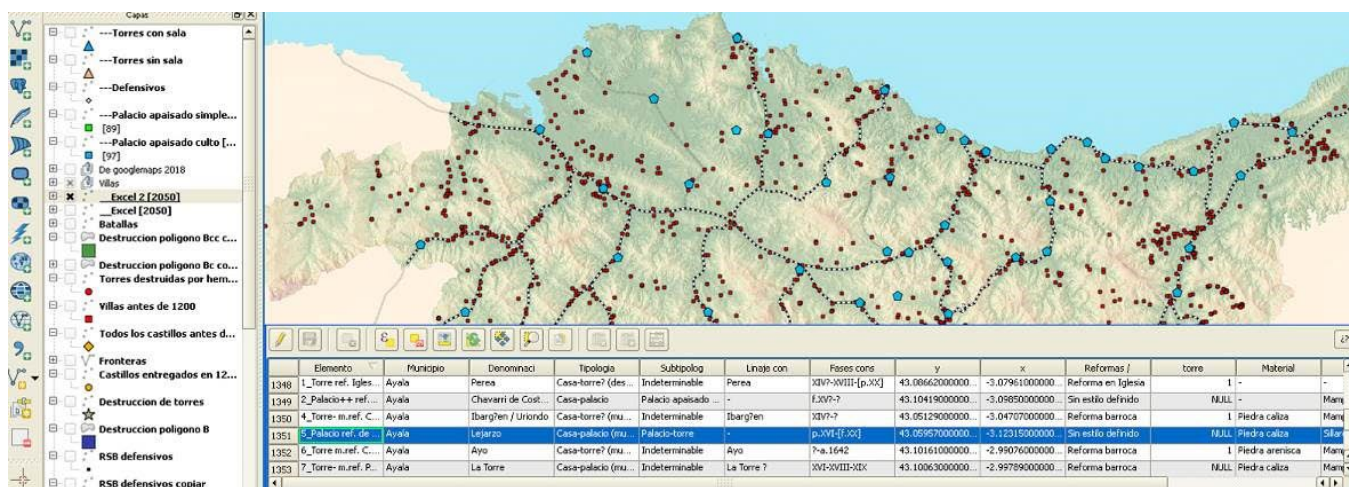 Capas
---Torres con sala
---Torres sin sala
---Defensivos
---Palacio apaisado simple...
[89]
---Palacio apaisado culto [...
[97]
De googlemaps 2018
Villas
__Excel 2 [2050]
__Excel [2050]
Batallas
Destruccion poligono Bcc c...
Destruccion poligono Bc co...
Torres destruidas por herm...
Villas antes de 1200
Todos los castillos antes d...
Fronteras
Castillos entregados en 12...
Destruccion de torres
Destruccion poligono B
RSB defensivos
RSB defensivos copiar
Elemento Municipio Denominaci Tipologia Subtipolog Linaje con Fases cons y x Reformas / torre Material
1348 1_Torre ref. Igles... Ayala Perea Casa-torre? (des... Indeterminable Perea XIV?-XVIII-[p.XX] 43.08662000000... -3.07961000000... Reforma en Iglesia 1 - -
1349 2_Palacio++ ref.... Ayala Chavarri de Cost... Casa-palacio Palacio apaisado ... - f.XV?-? 43.10419000000... -3.09850000000... Sin estilo definido NULL Piedra caliza Mamp
1350 4_Torre- m.ref. C... Ayala Ibarg?en / Uriondo Casa-torre? (mu... Indeterminable Ibarg?en XIV?-? 43.05129000000... -3.04707000000... Reforma barroca 1 Piedra caliza Mamp
1351 5_Palacio ref. de ... Ayala Lejarzo Casa-palacio (mu... Palacio-torre - p.XVI-[f.XX] 43.05957000000... -3.12315000000... Sin estilo definido NULL Piedra caliza Sillare
1352 6_Torre m.ref. C... Ayala Ayo Casa-torre? (mu... Indeterminable Ayo ?-a.1642 43.10161000000... -2.99076000000... Reforma barroca 1 Piedra arenisca Mamp
1353 7_Torre- m.ref. P... Ayala La Torre Casa-palacio (mu... Indeterminable La Torre ? XVI-XVIII-XIX 43.10063000000... -2.99789000000... Reforma barroca NULL Piedra caliza Mamp